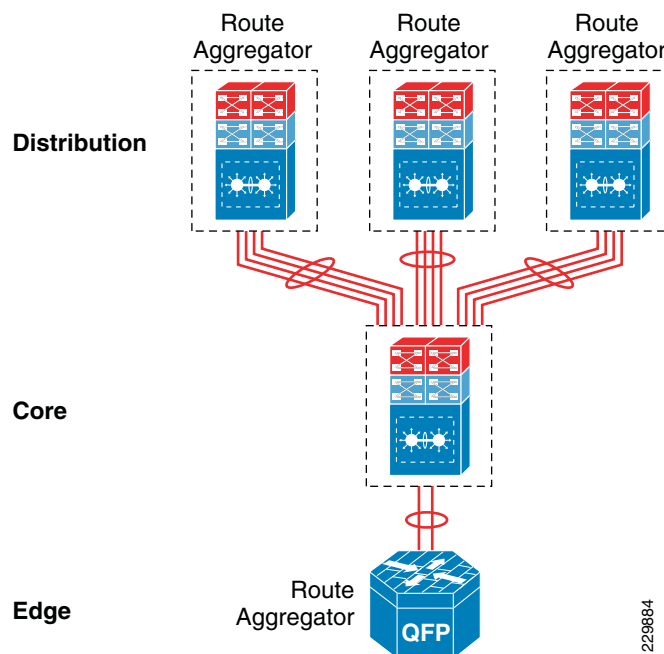 Route
Aggregator
Route
Aggregator
Route
Aggregator
Distribution
Core
Route
Aggregator
Edge
QFP
229884